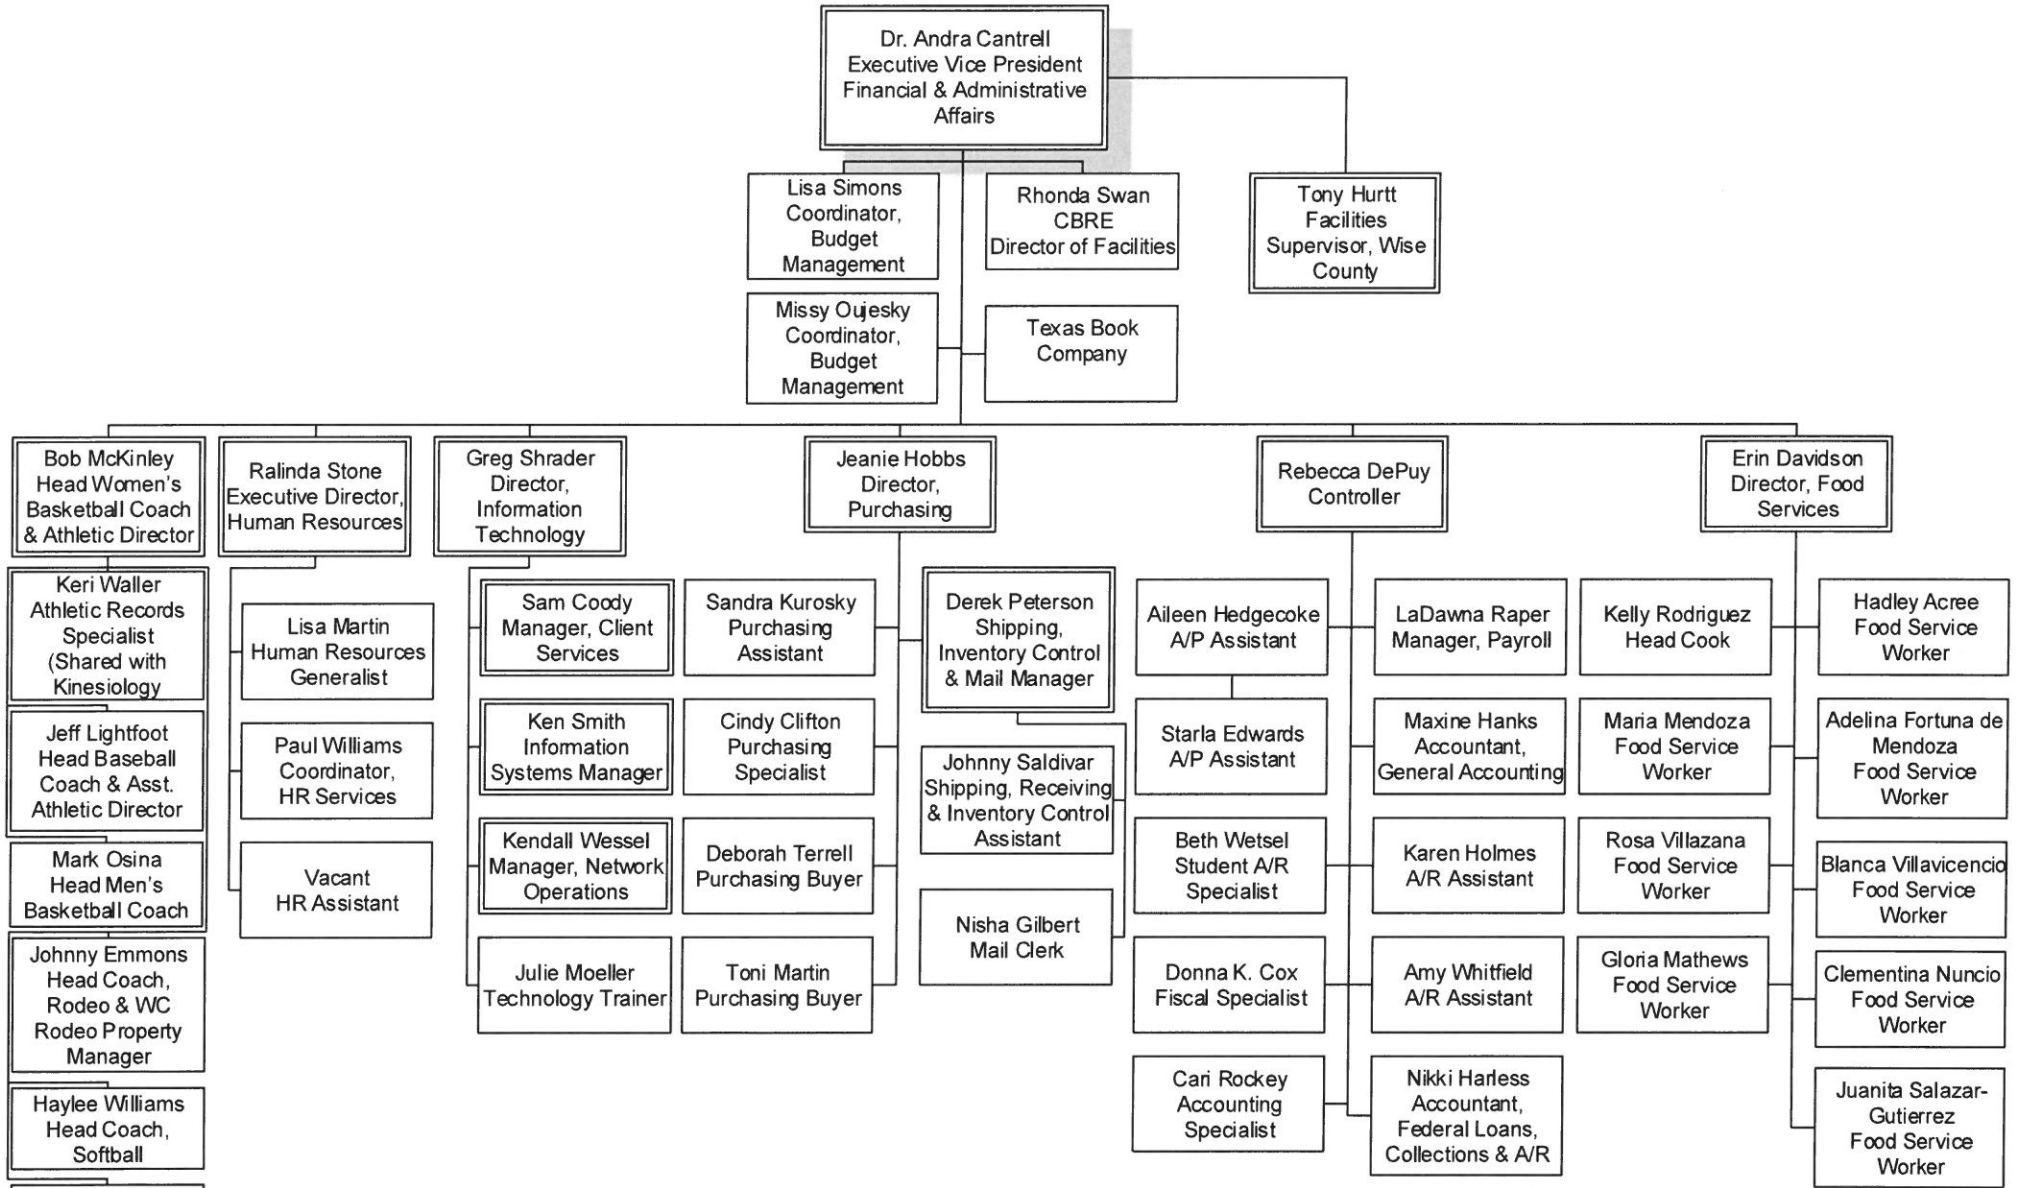 Dr. Andra Cantrell
Executive Vice President
Financial & Administrative
Affairs
Lisa Simons
Coordinator,
Budget
Management
Rhonda Swan
CBRE
Director of Facilities
Tony Hurtt
Facilities
Supervisor, Wise
County
Missy Oujesky
Coordinator,
Budget
Management
Texas Book
Company
Bob McKinley
Head Women's
Basketball Coach
& Athletic Director
Ralinda Stone
Executive Director,
Human Resources
Greg Shrader
Director,
Information
Technology
Jeanie Hobbs
Director,
Purchasing
Rebecca DePuy
Controller
Erin Davidson
Director, Food
Services
Keri Waller
Athletic Records
Specialist
(Shared with
Kinesiology
Jeff Lightfoot
Head Baseball
Coach & Asst.
Athletic Director
Mark Osina
Head Men's
Basketball Coach
Johnny Emmons
Head Coach,
Rodeo & WC
Rodeo Property
Manager
Haylee Williams
Head Coach,
Softball
Lisa Martin
Human Resources
Generalist
Paul Williams
Coordinator,
HR Services
Vacant
HR Assistant
Sam Coody
Manager, Client
Services
Ken Smith
Information
Systems Manager
Kendall Wessel
Manager, Network
Operations
Julie Moeller
Technology Trainer
Sandra Kurosky
Purchasing
Assistant
Cindy Clifton
Purchasing
Specialist
Deborah Terrell
Purchasing Buyer
Toni Martin
Purchasing Buyer
Derek Peterson
Shipping,
Inventory Control
& Mail Manager
Johnny Saldivar
Shipping, Receiving
& Inventory Control
Assistant
Nisha Gilbert
Mail Clerk
Aileen Hedgecoke
A/P Assistant
Starla Edwards
A/P Assistant
Beth Wetsel
Student A/R
Specialist
Donna K. Cox
Fiscal Specialist
Cari Rockey
Accounting
Specialist
LaDawna Raper
Manager, Payroll
Maxine Hanks
Accountant,
General Accounting
Karen Holmes
A/R Assistant
Amy Whitfield
A/R Assistant
Nikki Harless
Accountant,
Federal Loans,
Collections & A/R
Kelly Rodriguez
Head Cook
Maria Mendoza
Food Service
Worker
Rosa Villazana
Food Service
Worker
Gloria Mathews
Food Service
Worker
Hadley Acree
Food Service
Worker
Adelina Fortuna de
Mendoza
Food Service
Worker
Blanca Villavicencio
Food Service
Worker
Clementina Nuncio
Food Service
Worker
Juanita Salazar-
Gutierrez
Food Service
Worker